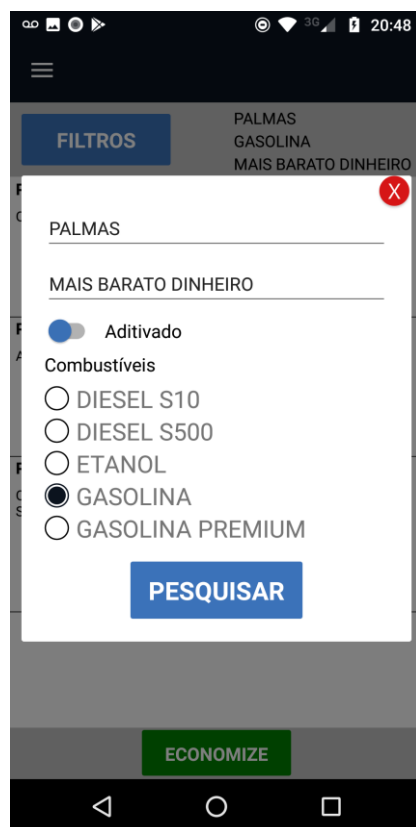 3G 20:48
FILTROS
PALMAS
GASOLINA
MAIS BARATO DINHEIRO
X
PALMAS
MAIS BARATO DINHEIRO
Aditivado
Combustíveis
DIESEL S10
DIESEL S500
ETANOL
GASOLINA
GASOLINA PREMIUM
PESQUISAR
ECONOMIZE